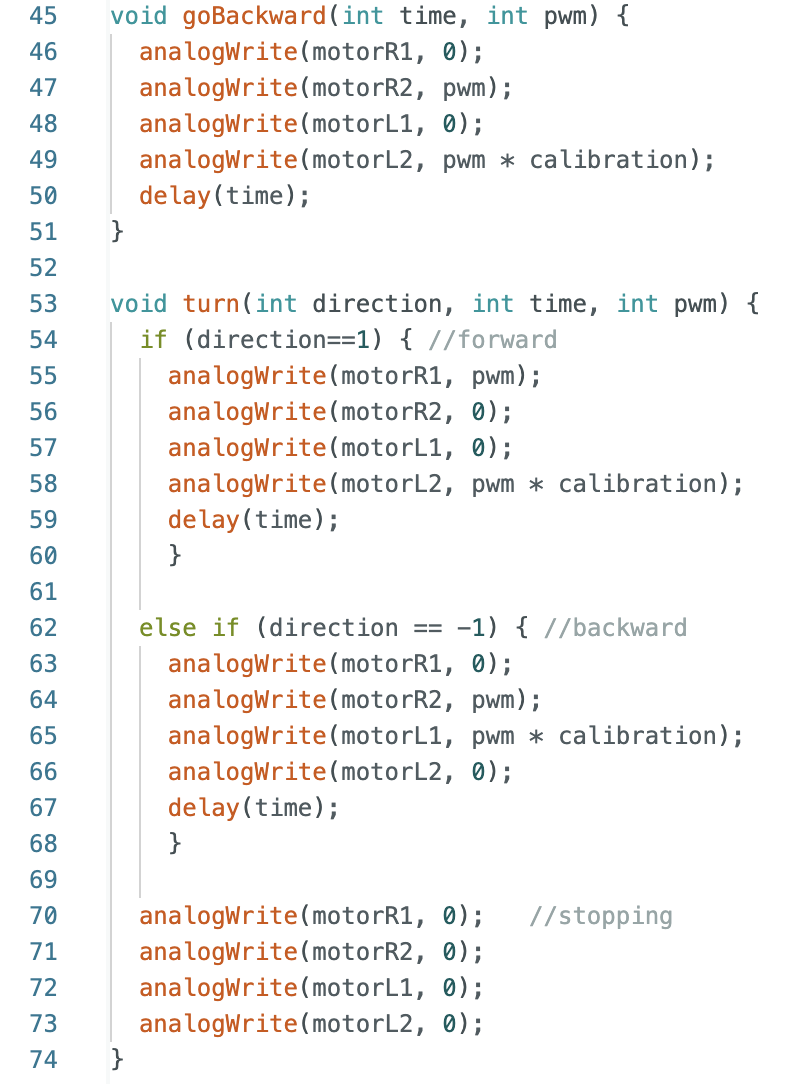 45 void goBackward(int time, int pwm) {
46 analogWrite(motorR1, 0);
47 analogWrite(motorR2, pwm);
48 analogWrite(motorL1, 0);
49 analogWrite(motorL2, pwm * calibration);
50 delay(time);
51 }
52
53 void turn(int direction, int time, int pwm) {
54 if (direction==1) { //forward
55 analogWrite(motorR1, pwm);
56 analogWrite(motorR2, 0);
57 analogWrite(motorL1, 0);
58 analogWrite(motorL2, pwm * calibration);
59 delay(time);
60 }
61
62 else if (direction == -1) { //backward
63 analogWrite(motorR1, 0);
64 analogWrite(motorR2, pwm);
65 analogWrite(motorL1, pwm * calibration);
66 analogWrite(motorL2, 0);
67 delay(time);
68 }
69
70 analogWrite(motorR1, 0); //stopping
71 analogWrite(motorR2, 0);
72 analogWrite(motorL1, 0);
73 analogWrite(motorL2, 0);
74 }